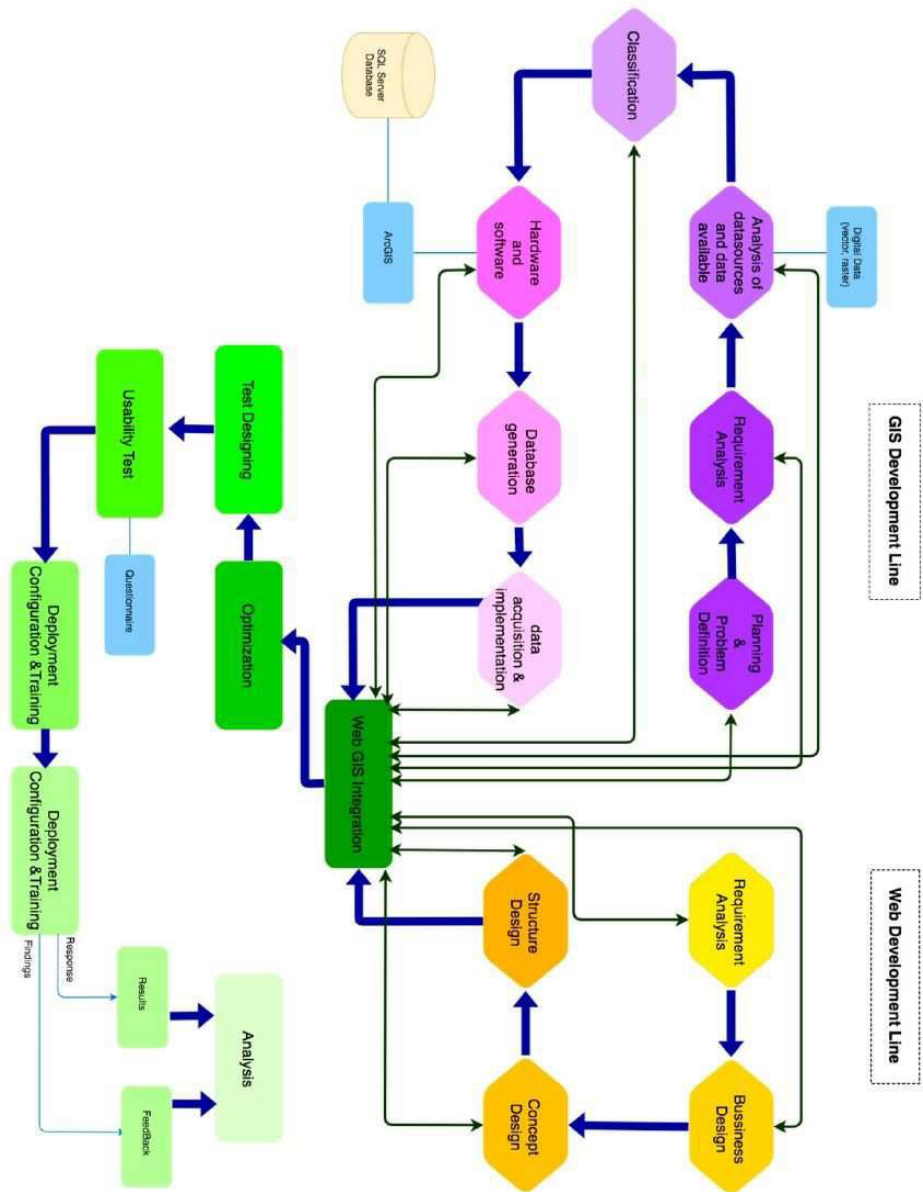 GIS Development Line
Web Development Line
Digital Data
(vector, raster)
Planning
&
Problem
Definition
Requirement
Analysis
Analysis of
datasources
and data
available
Classification
Hardware
and
software
Database
generation
data
acquisition &
implementation
ArcGIS
SQL Server
Database
Requirement
Analysis
Bussiness
Design
Concept
Design
Structure
Design
Web GIS Integration
Optimization
Test Designing
Usability Test
Questionnaire
Deployment
Configuration &Training
Deployment
Configuration &Training
Response
Findings
Results
FeedBack
Analysis